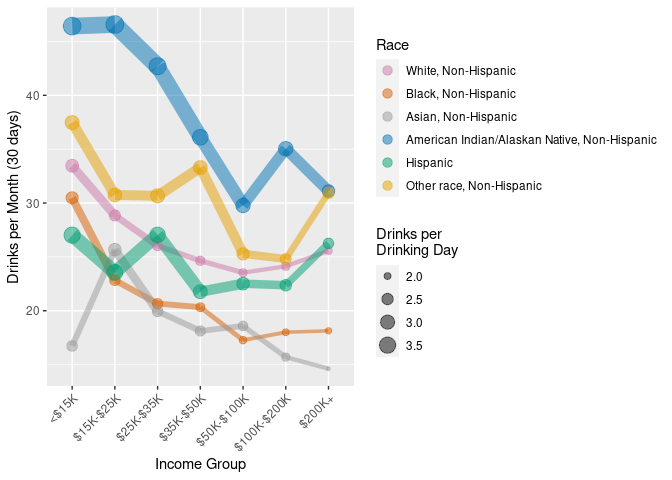 Drinks per Month (30 days)
40
30
20
<$15K
$15K-$25K
$25K-$35K
$35K-$50K
$50K-$100K
$100K-$200K
$200K+
Income Group
Race
White, Non-Hispanic
Black, Non-Hispanic
Asian, Non-Hispanic
American Indian/Alaskan Native, Non-Hispanic
Hispanic
Other race, Non-Hispanic
Drinks per
Drinking Day
2.0
2.5
3.0
3.5